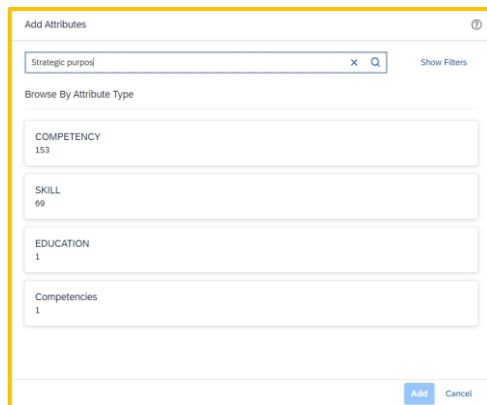 Add Attributes
Strategic purpos
Show Filters
Browse By Attribute Type
COMPETENCY
153
SKILL
69
EDUCATION
1
Competencies
1
Add Cancel